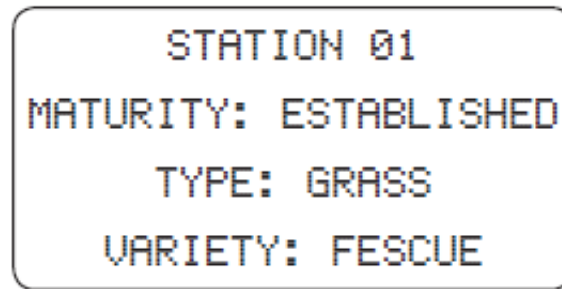 STATION 01
MATURITY: ESTABLISHED
TYPE: GRASS
VARIETY: FESCUE